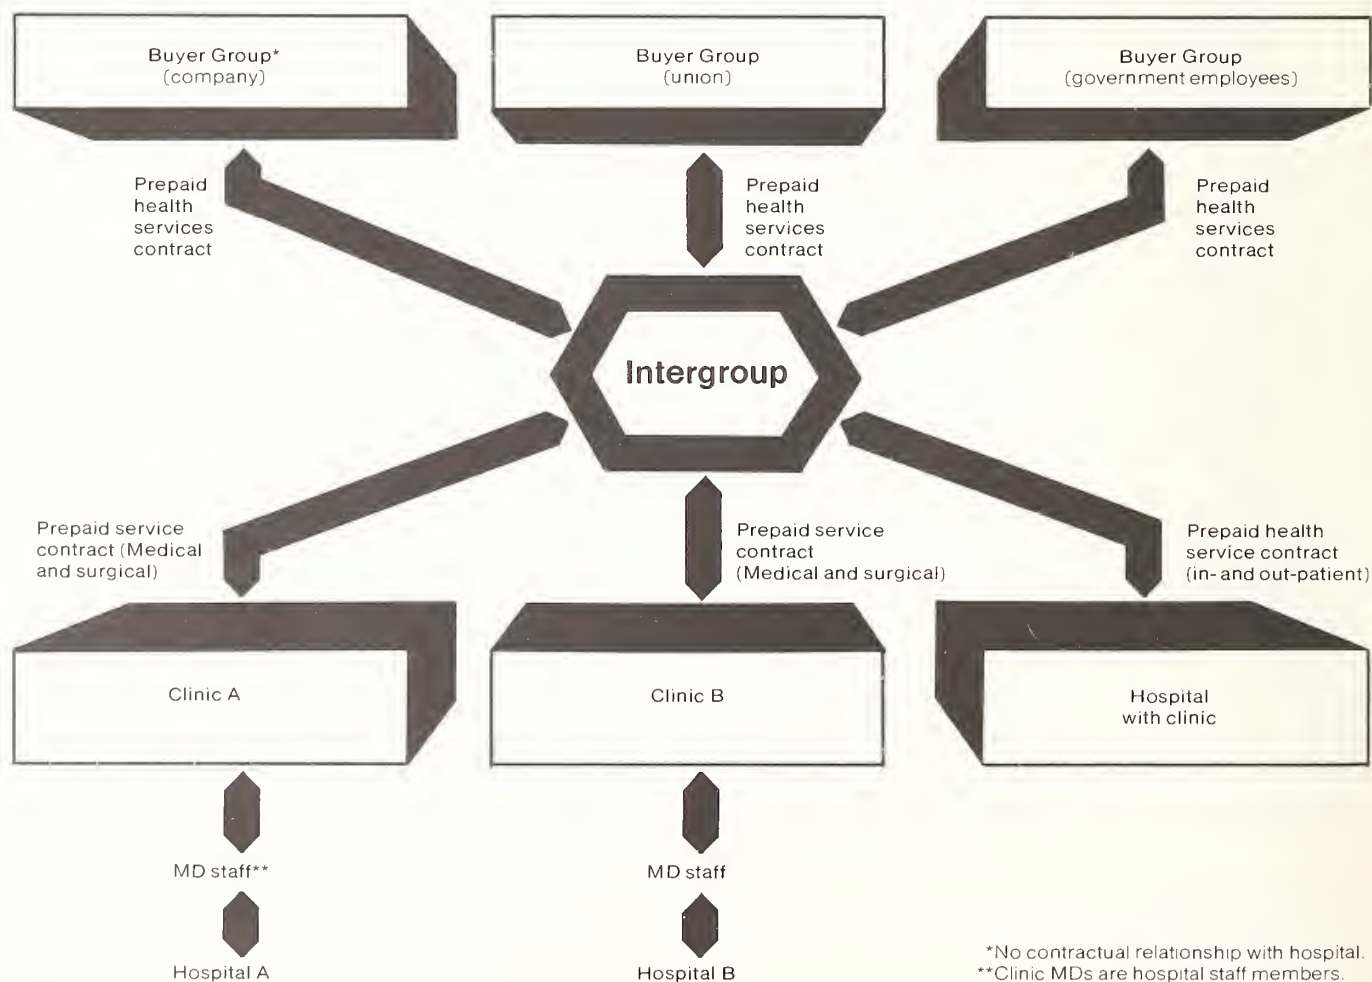 Buyer Group*
(company)
Buyer Group
(union)
Buyer Group
(government employees)
Prepaid
health
services
contract
Prepaid
health
services
contract
Prepaid
health
services
contract
Intergroup
Prepaid service
contract (Medical
and surgical)
Prepaid service
contract
(Medical and surgical)
Prepaid health
service contract
(in- and out-patient)
Clinic A
Clinic B
Hospital
with clinic
MD staff**
MD staff
Hospital A
Hospital B
*No contractual relationship with hospital.
**Clinic MDs are hospital staff members.